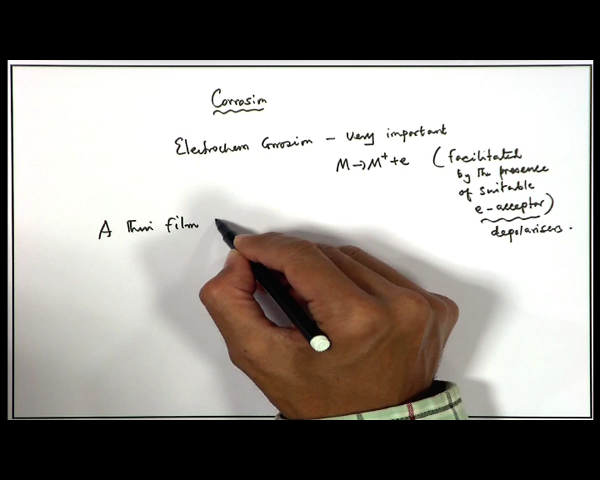 Corrosion
Electrochem Corrosion - very important
M→M⁺+e (facilitated
by the presence
of suitable
e-acceptor)
depolarisers.
A thin film